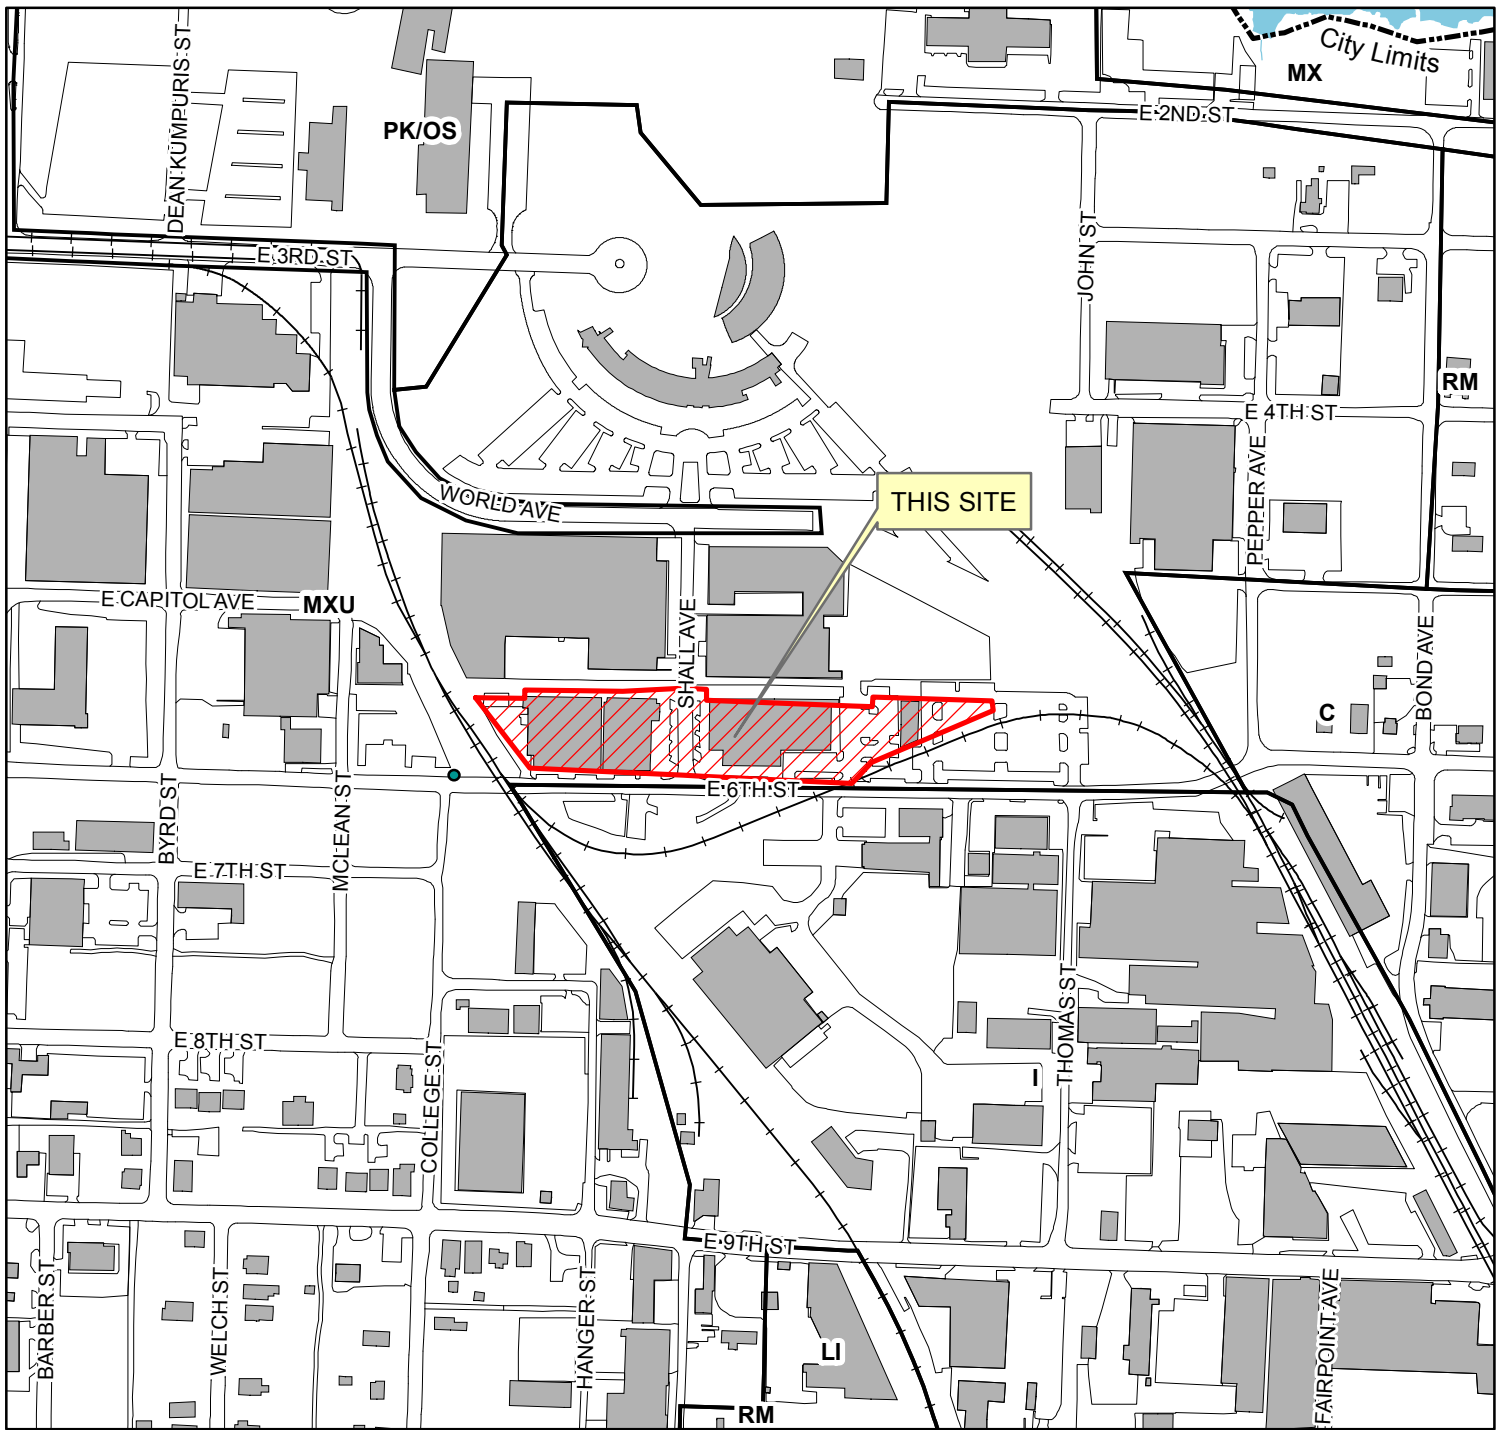 City Limits
MX
DEAN KUMPURIS ST
PK/OS
E 2ND ST
E 3RD ST
JOHN ST
RM
E 4TH ST
PEPPER AVE
WORLD AVE
THIS SITE
E CAPITOL AVE
MXU
SHALL AVE
BOND AVE
C
E 6TH ST
BYRD ST
MCLEAN ST
E 7TH ST
THOMAS ST
E 8TH ST
COLLEGE ST
I
E 9TH ST
BARBER ST
WELCH ST
HANGER ST
FAIRPOINT AVE
LI
RM